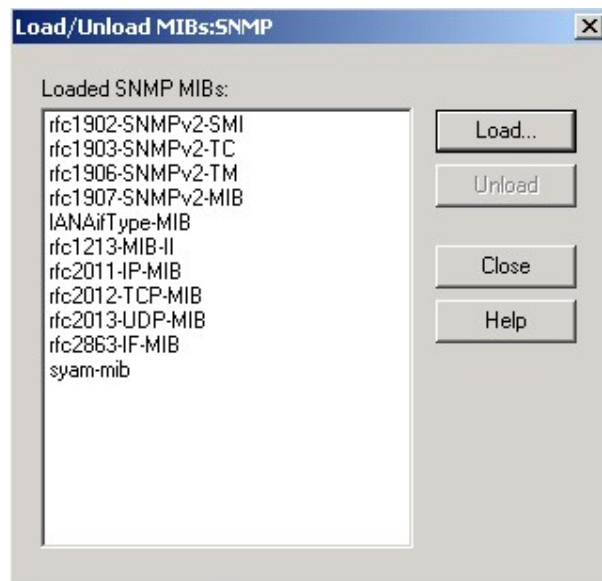 Load/Unload MIBs:SNMP
Loaded SNMP MIBs:
rfc1902-SNMPv2-SMI
rfc1903-SNMPv2-TC
rfc1906-SNMPv2-TM
rfc1907-SNMPv2-MIB
IANAifType-MIB
rfc1213-MIB-II
rfc2011-IP-MIB
rfc2012-TCP-MIB
rfc2013-UDP-MIB
rfc2863-IF-MIB
syam-mib
Load...
Unload
Close
Help